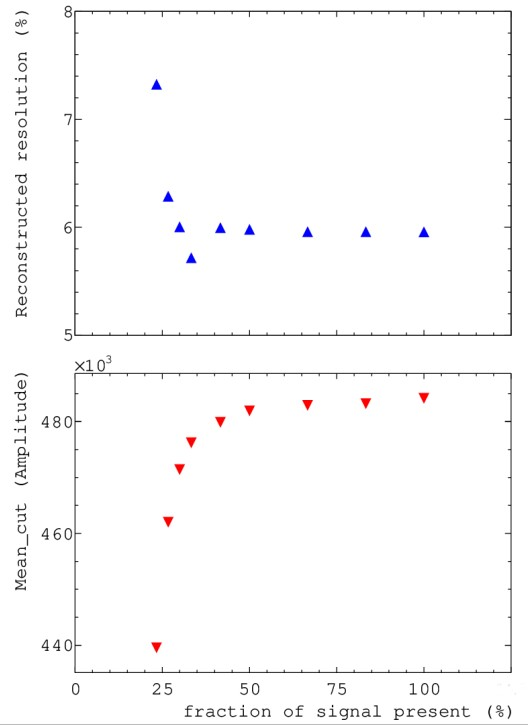 Reconstructed resolution (%)
8
7
6
5
×10³
Mean_cut (Amplitude)
480
460
440
0 25 50 75 100
fraction of signal present (%)